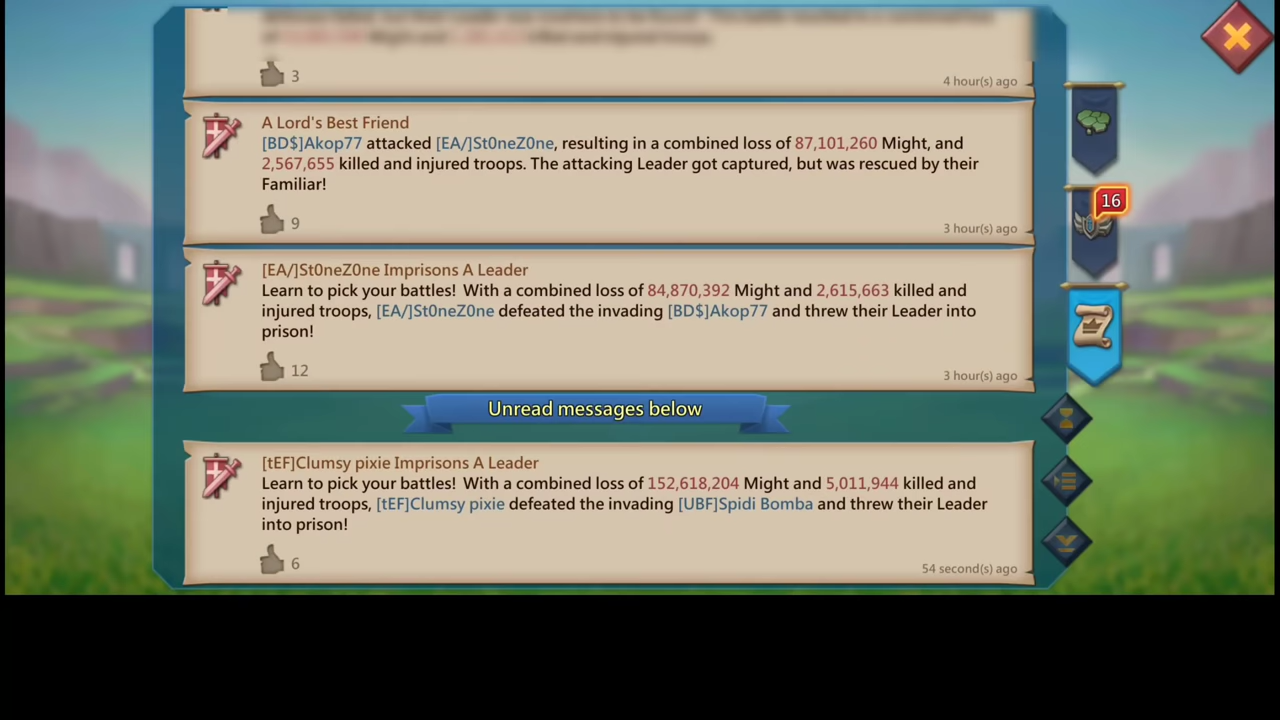 3
4 hour(s) ago
A Lord's Best Friend
[BD$]Akop77 attacked [EA/]St0neZ0ne, resulting in a combined loss of 87,101,260 Might, and
2,567,655 killed and injured troops. The attacking Leader got captured, but was rescued by their
Familiar!
9
3 hour(s) ago
16
[EA/]St0neZ0ne Imprisons A Leader
Learn to pick your battles! With a combined loss of 84,870,392 Might and 2,615,663 killed and
injured troops, [EA/]St0neZ0ne defeated the invading [BD$]Akop77 and threw their Leader into
prison!
12
3 hour(s) ago
Unread messages below
[tEF]Clumsy pixie Imprisons A Leader
Learn to pick your battles! With a combined loss of 152,618,204 Might and 5,011,944 killed and
injured troops, [tEF]Clumsy pixie defeated the invading [UBF]Spidi Bomba and threw their Leader
into prison!
6
54 second(s) ago